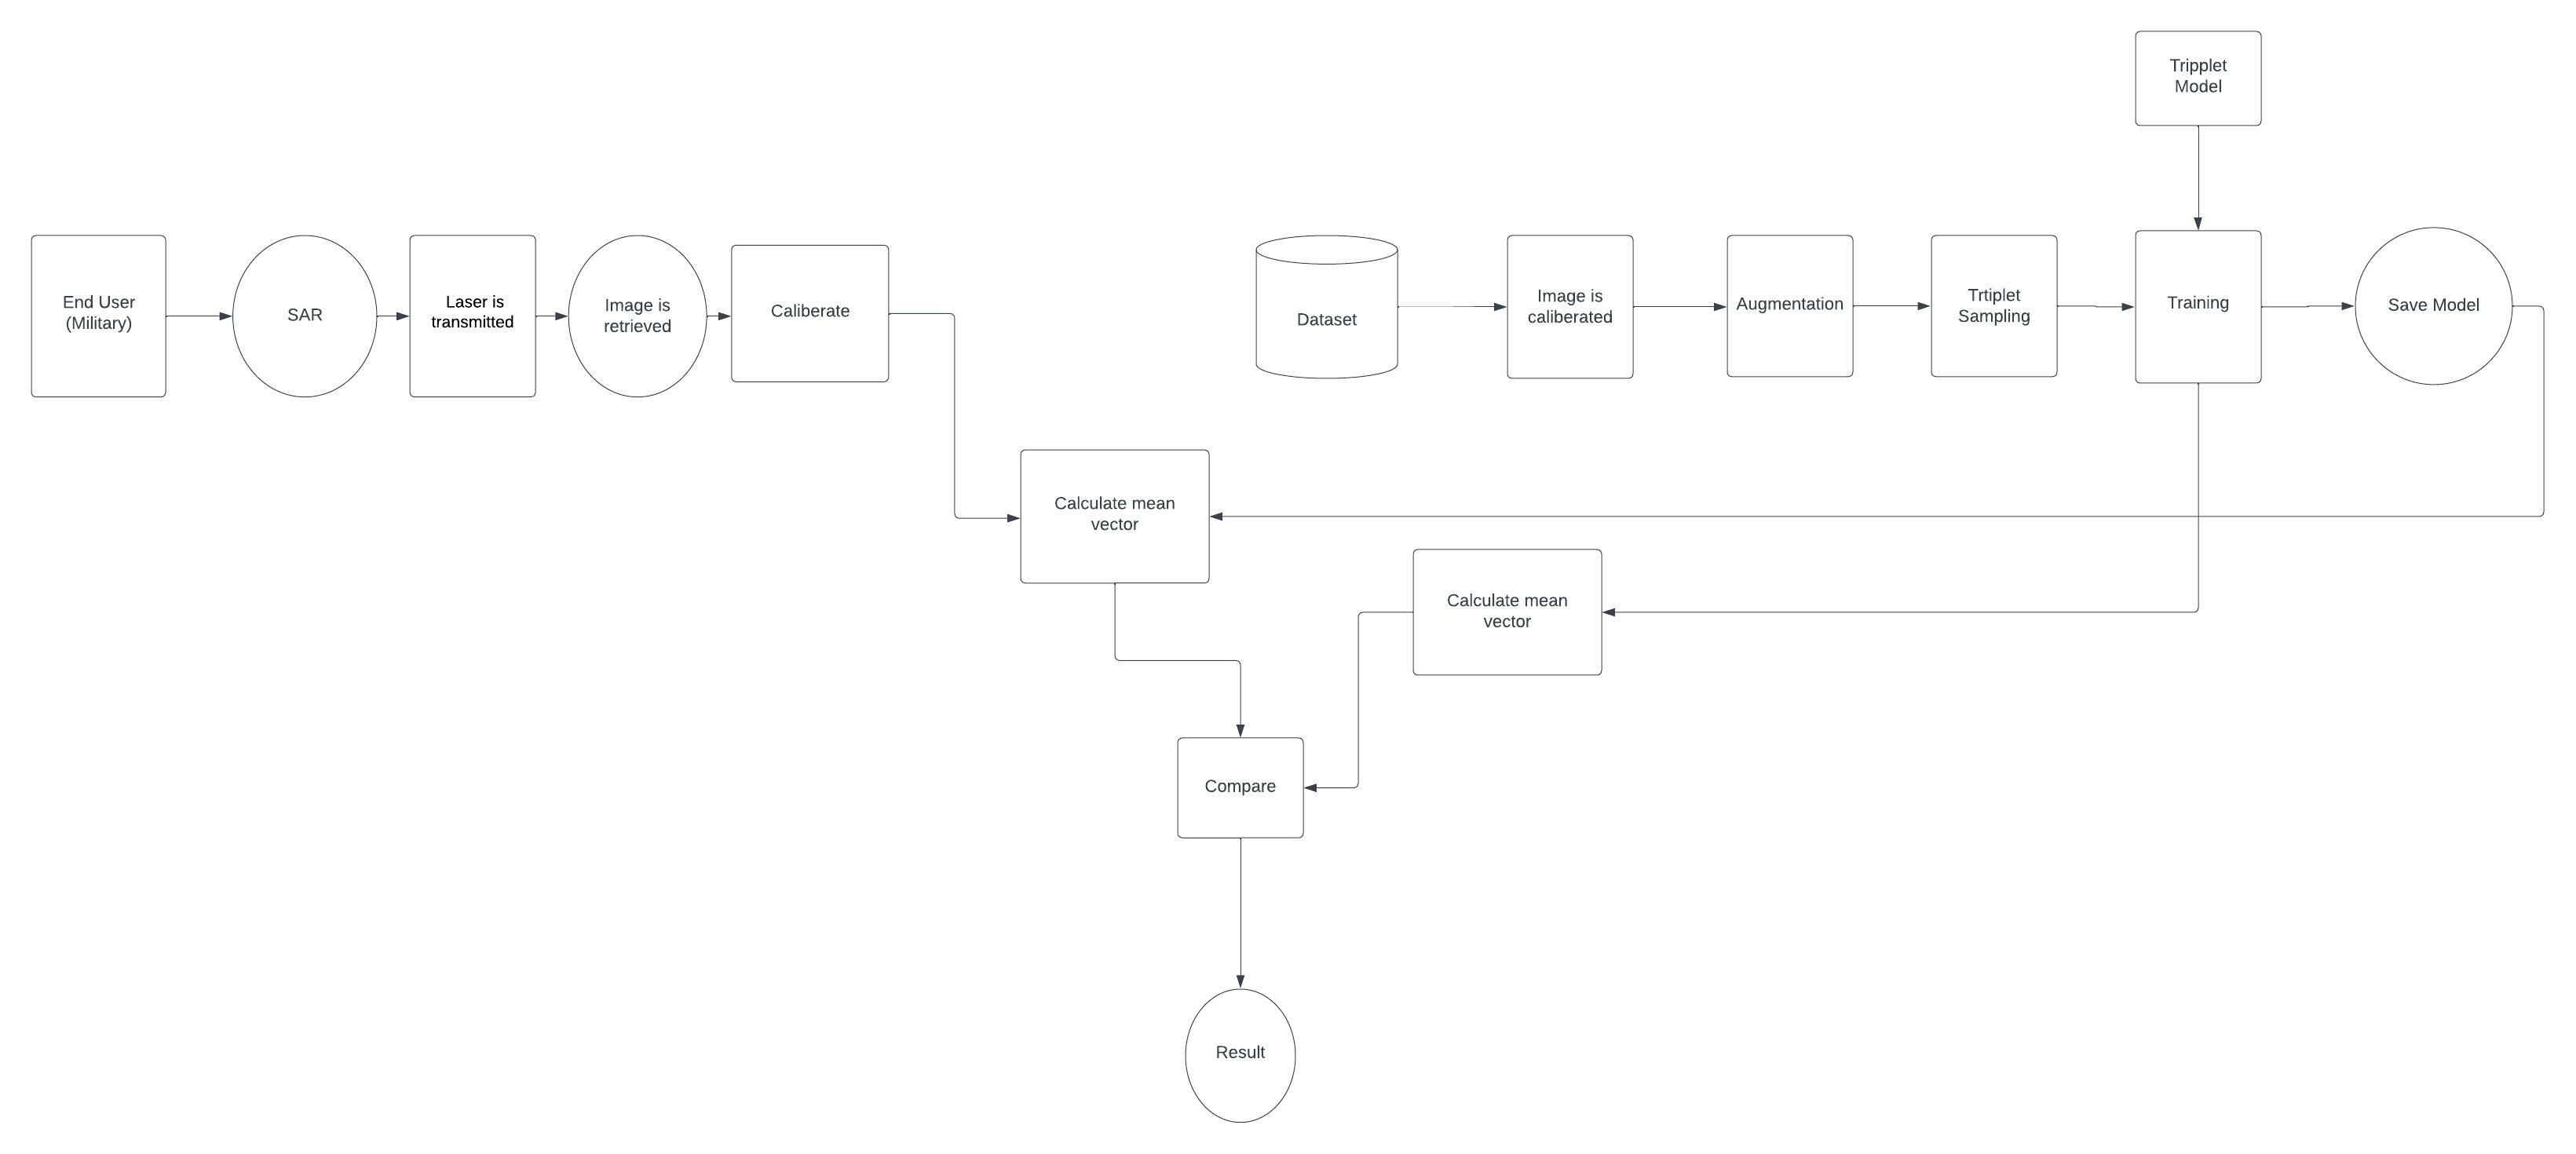 Tripplet
Model
End User
(Military)
SAR
Laser is
transmitted
Image is
retrieved
Caliberate
Dataset
Image is
caliberated
Augmentation
Trtiplet
Sampling
Training
Save Model
Calculate mean
vector
Calculate mean
vector
Compare
Result